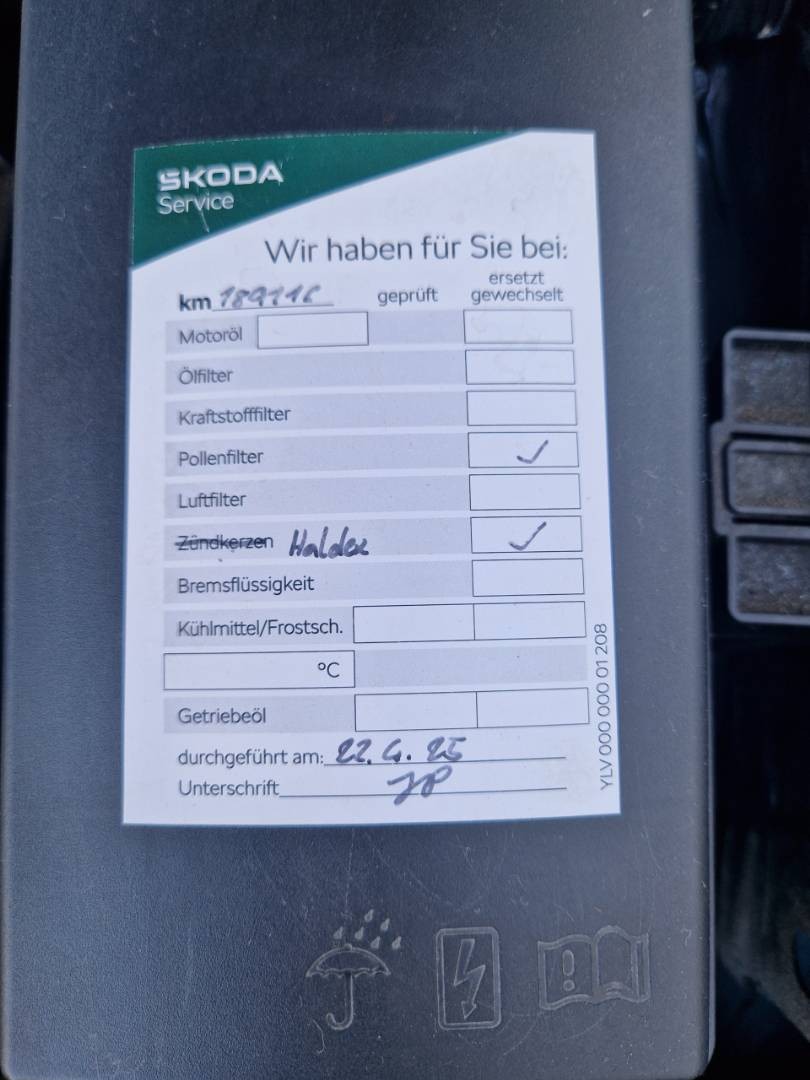 ŠKODA
Service
Wir haben für Sie bei:
km 189116
geprüft
ersetzt
gewechselt
Motoröl
Ölfilter
Kraftstofffilter
Pollenfilter ✓
Luftfilter
Zündkerzen Haldex ✓
Bremsflüssigkeit
Kühlmittel/Frostsch.
°C
Getriebeöl
durchgeführt am: 22.4.25
Unterschrift
YLV 000 000 01 208